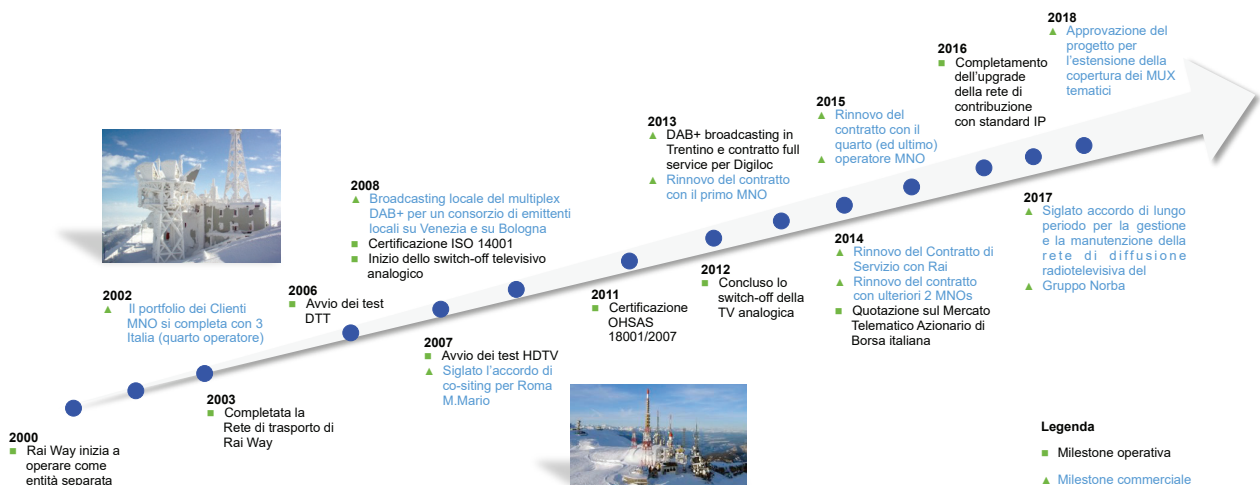 2000
■ Rai Way inizia a
operare come
entità separata
2002
▲ Il portfolio dei Clienti
MNO si completa con 3
Italia (quarto operatore)
2003
■ Completata la
Rete di trasporto di
Rai Way
2006
■ Avvio dei test
DTT
2007
■ Avvio dei test HDTV
▲ Siglato l'accordo di
co-siting per Roma
M.Mario
2008
▲ Broadcasting locale del multiplex
DAB+ per un consorzio di emittenti
locali su Venezia e su Bologna
■ Certificazione ISO 14001
■ Inizio dello switch-off televisivo
analogico
2011
■ Certificazione
OHSAS
18001/2007
2012
■ Concluso lo
switch-off della
TV analogica
2013
▲ DAB+ broadcasting in
Trentino e contratto full
service per Digiloc
▲ Rinnovo del contratto
con il primo MNO
2014
▲ Rinnovo del Contratto di
Servizio con Rai
▲ Rinnovo del contratto
con ulteriori 2 MNOs
■ Quotazione sul Mercato
Telematico Azionario di
Borsa italiana
2015
▲ Rinnovo del
contratto con il
quarto (ed ultimo)
▲ operatore MNO
2016
■ Completamento
dell'upgrade
della rete di
contribuzione
con standard IP
2017
▲ Siglato accordo di lungo
periodo per la gestione
e la manutenzione della
rete di diffusione
radiotelevisiva del
▲ Gruppo Norba
2018
▲ Approvazione del
progetto per
l'estensione della
copertura dei MUX
tematici
Legenda
■ Milestone operativa
▲ Milestone commerciale